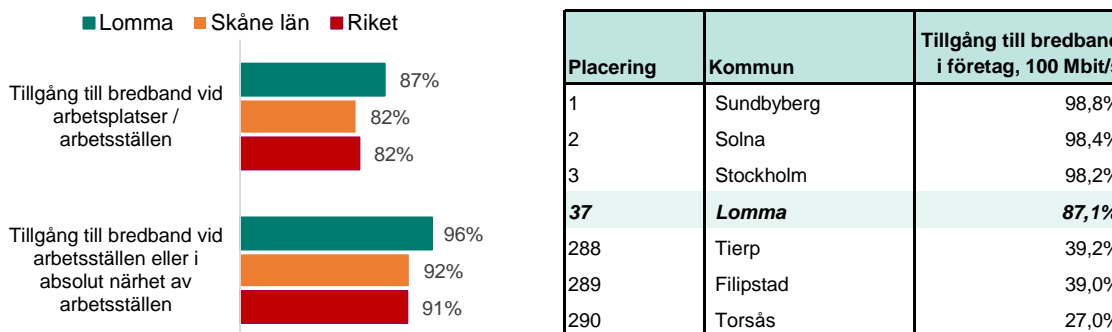 Lomma Skåne län Riket
Tillgång till bredband vid
arbetsplatser /
arbetsställen
87%
82%
82%
Tillgång till bredband vid
arbetsställen eller i
absolut närhet av
arbetsställen
96%
92%
91%
Tillgång till bredband
Placering Kommun i företag, 100 Mbit/s
1 Sundbyberg 98,8%
2 Solna 98,4%
3 Stockholm 98,2%
37 Lomma 87,1%
288 Tierp 39,2%
289 Filipstad 39,0%
290 Torsås 27,0%